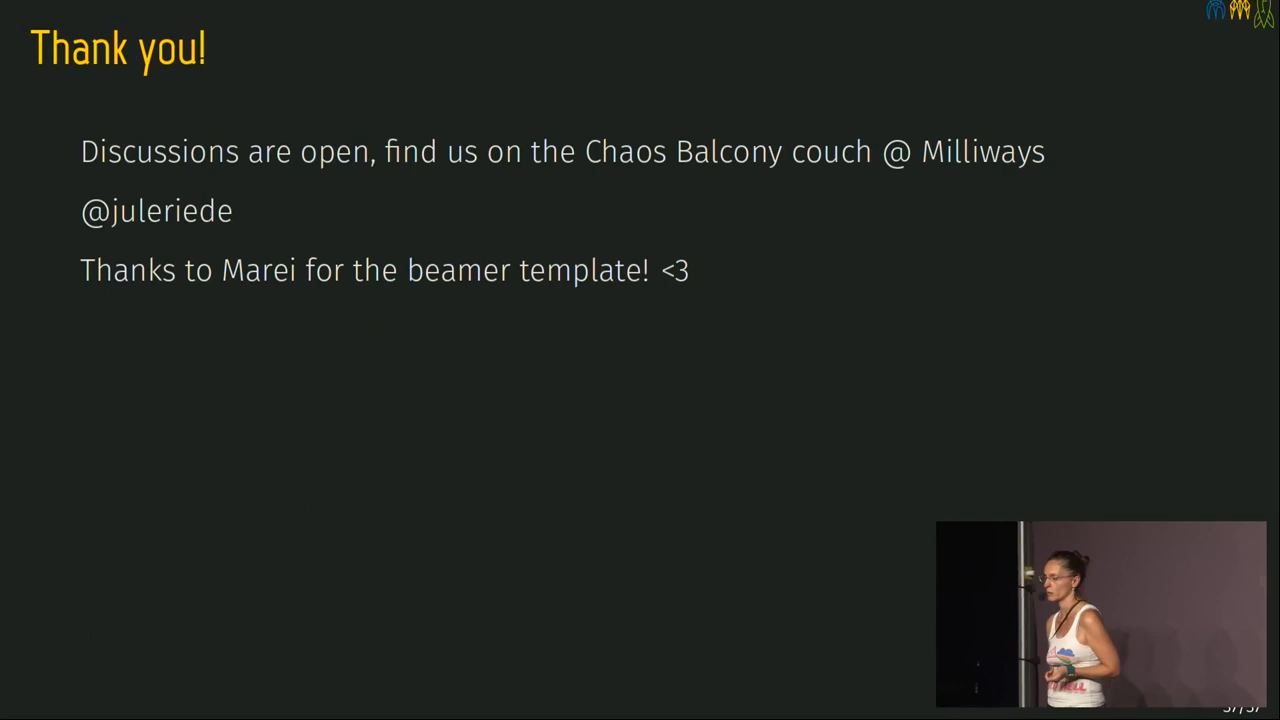 Thank you!
Discussions are open, find us on the Chaos Balcony couch @ Milliways
@juleriede
Thanks to Marei for the beamer template! <3